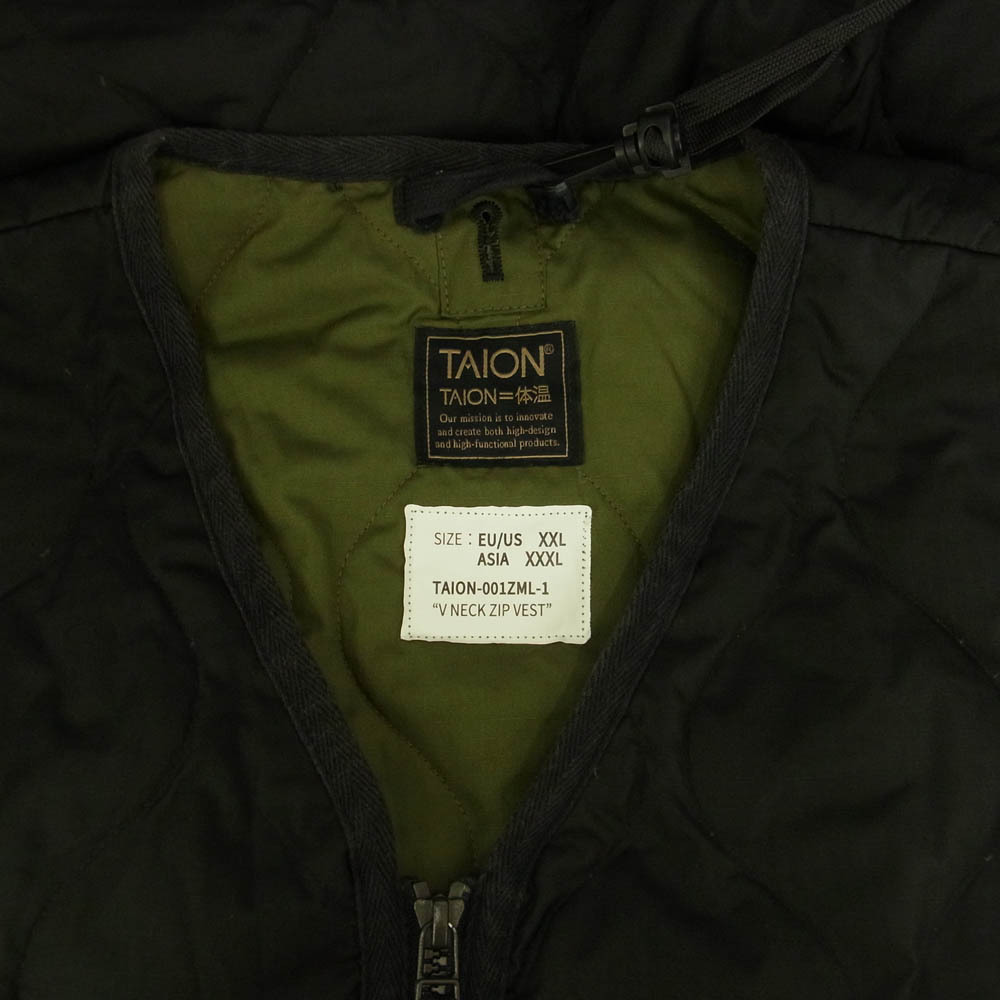 TAION®
TAION=体温
Our mission is to innovate
and create both high-design
and high-functional products.
SIZE : EU/US XXL
ASIA XXXL
TAION-001ZML-1
“V NECK ZIP VEST”